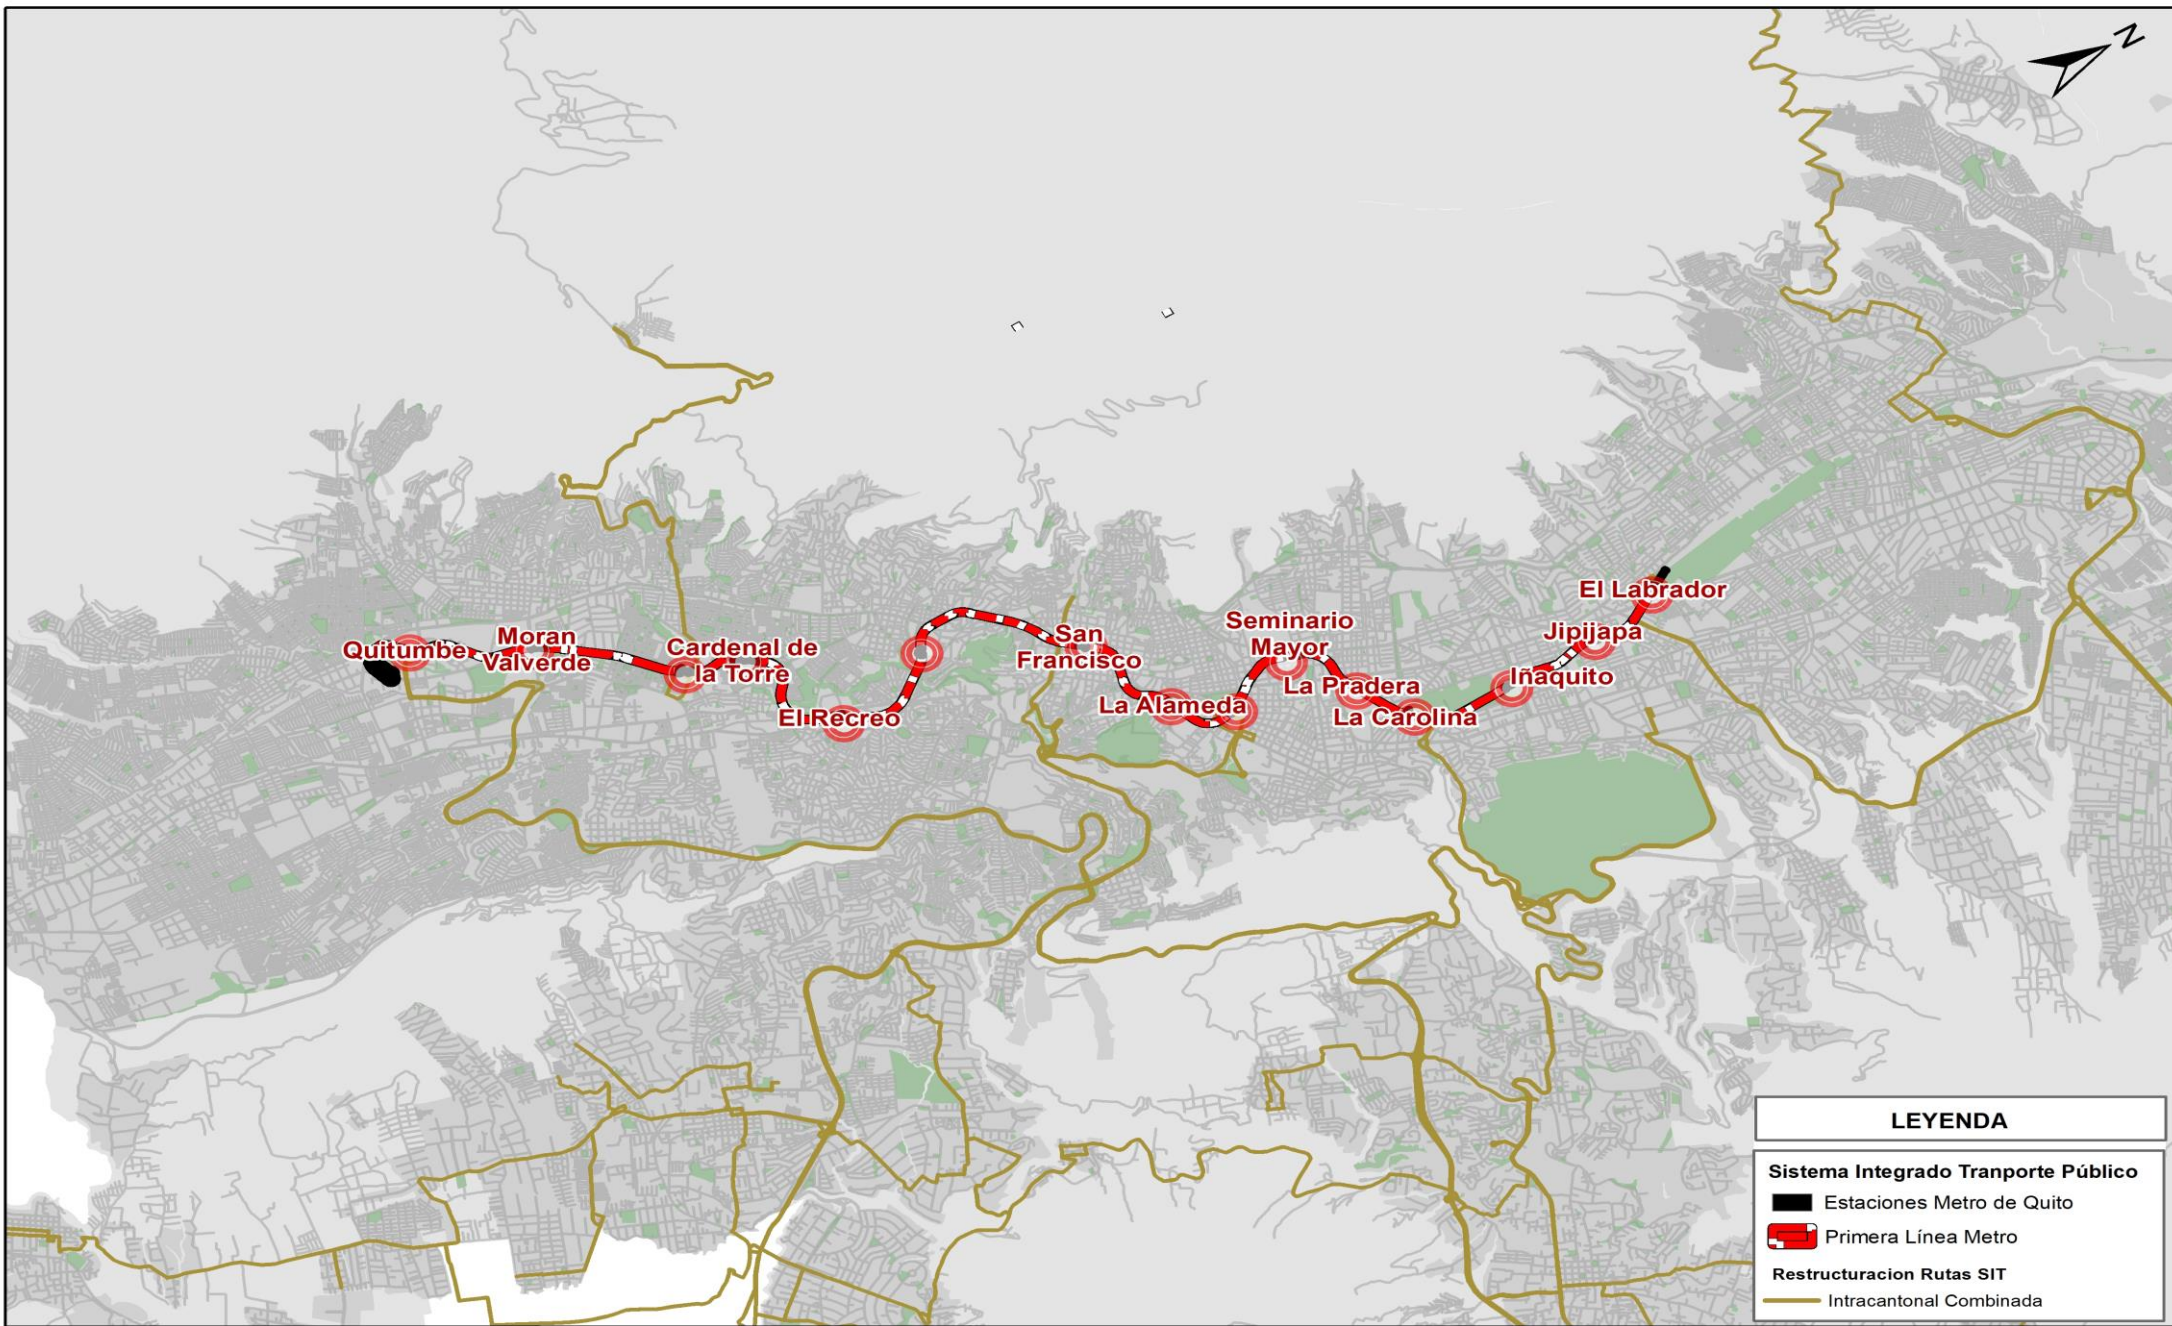 N
El Labrador
Seminario
Mayor
Jipijapa
Quitumbe
Moran
Valverde
Cardenal de
la Torre
San
Francisco
Iñaquito
La Pradera
El Recreo
La Alameda
La Carolina
LEYENDA
Sistema Integrado Tranporte Público
Estaciones Metro de Quito
Primera Línea Metro
Restructuracion Rutas SIT
Intracantonal Combinada